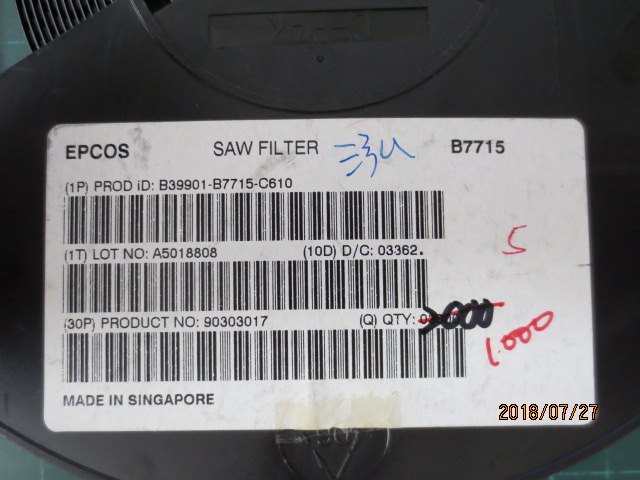 EPCOS SAW FILTER B7715
(1P) PROD iD: B39901-B7715-C610
(1T) LOT NO: A5018808 (10D) D/C: 03362.
5
(30P) PRODUCT NO: 90303017 (Q) QTY:
1.000
MADE IN SINGAPORE
2018/07/27